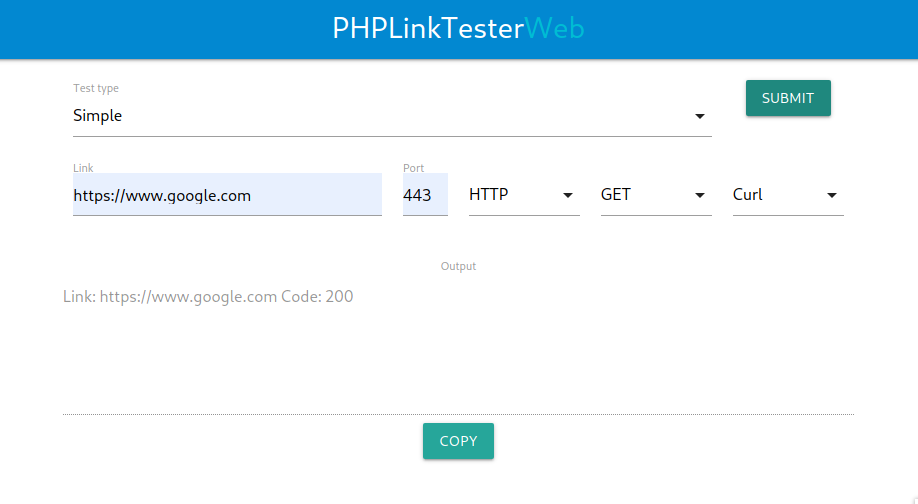 PHPLinkTesterWeb
Test type
Simple
SUBMIT
Link
Port
https://www.google.com
443
HTTP
GET
Curl
Output
Link: https://www.google.com Code: 200
COPY